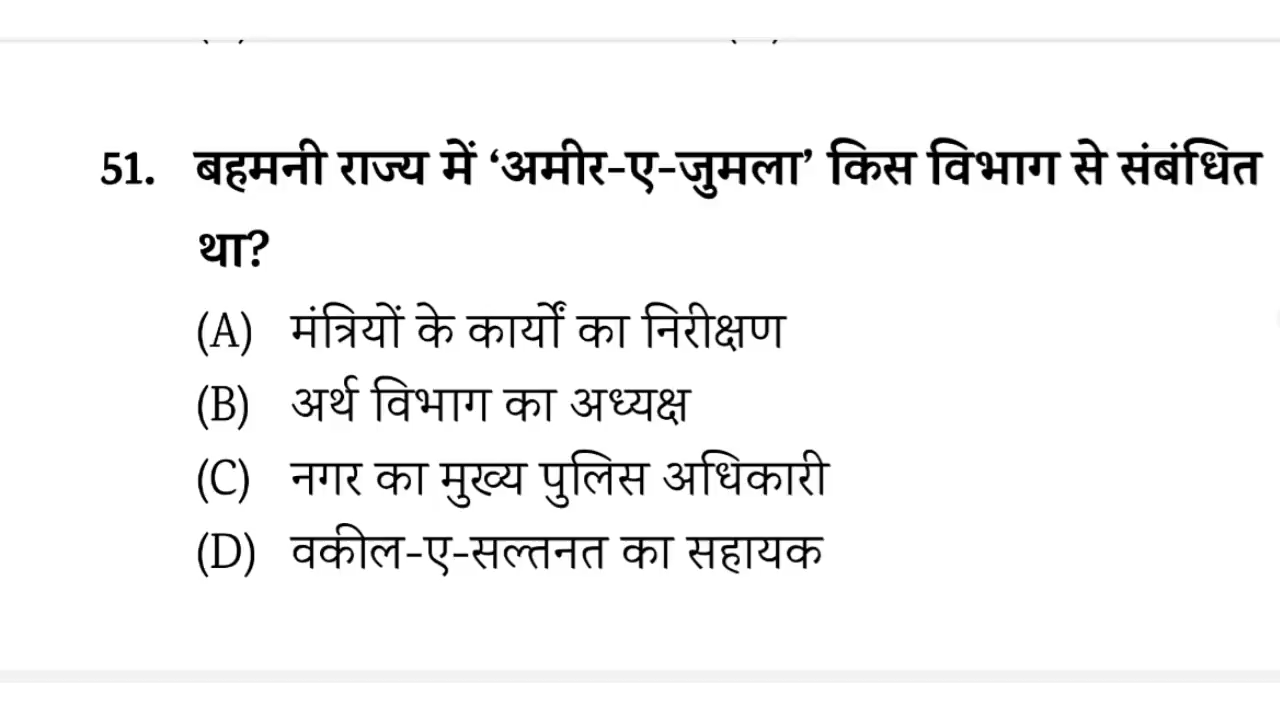 51. बहमनी राज्य में ‘अमीर-ए-जुमला’ किस विभाग से संबंधित
था?
(A) मंत्रियों के कार्यों का निरीक्षण
(B) अर्थ विभाग का अध्यक्ष
(C) नगर का मुख्य पुलिस अधिकारी
(D) वकील-ए-सल्तनत का सहायक